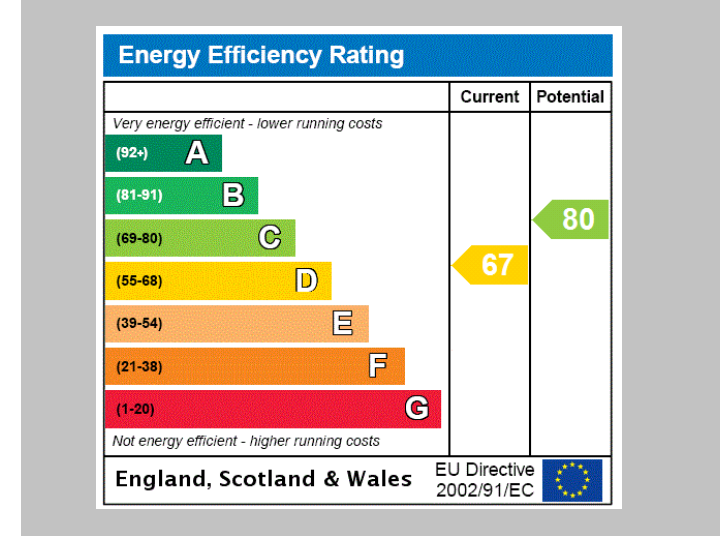 Energy Efficiency Rating
Current Potential
Very energy efficient - lower running costs
(92+) A
(81-91) B
(69-80) C
80
(55-68) D
67
(39-54) E
(21-38) F
(1-20) G
Not energy efficient - higher running costs
England, Scotland & Wales
EU Directive
2002/91/EC